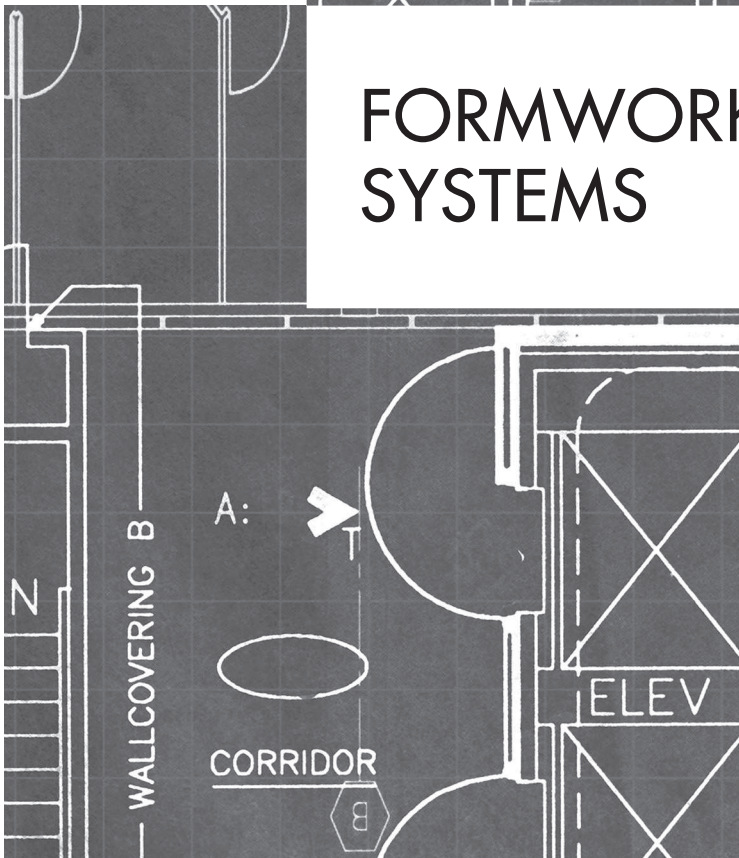 FORMWORK
SYSTEMS
A:
T
WALLCOVERING B
N
ELEV
CORRIDOR
B